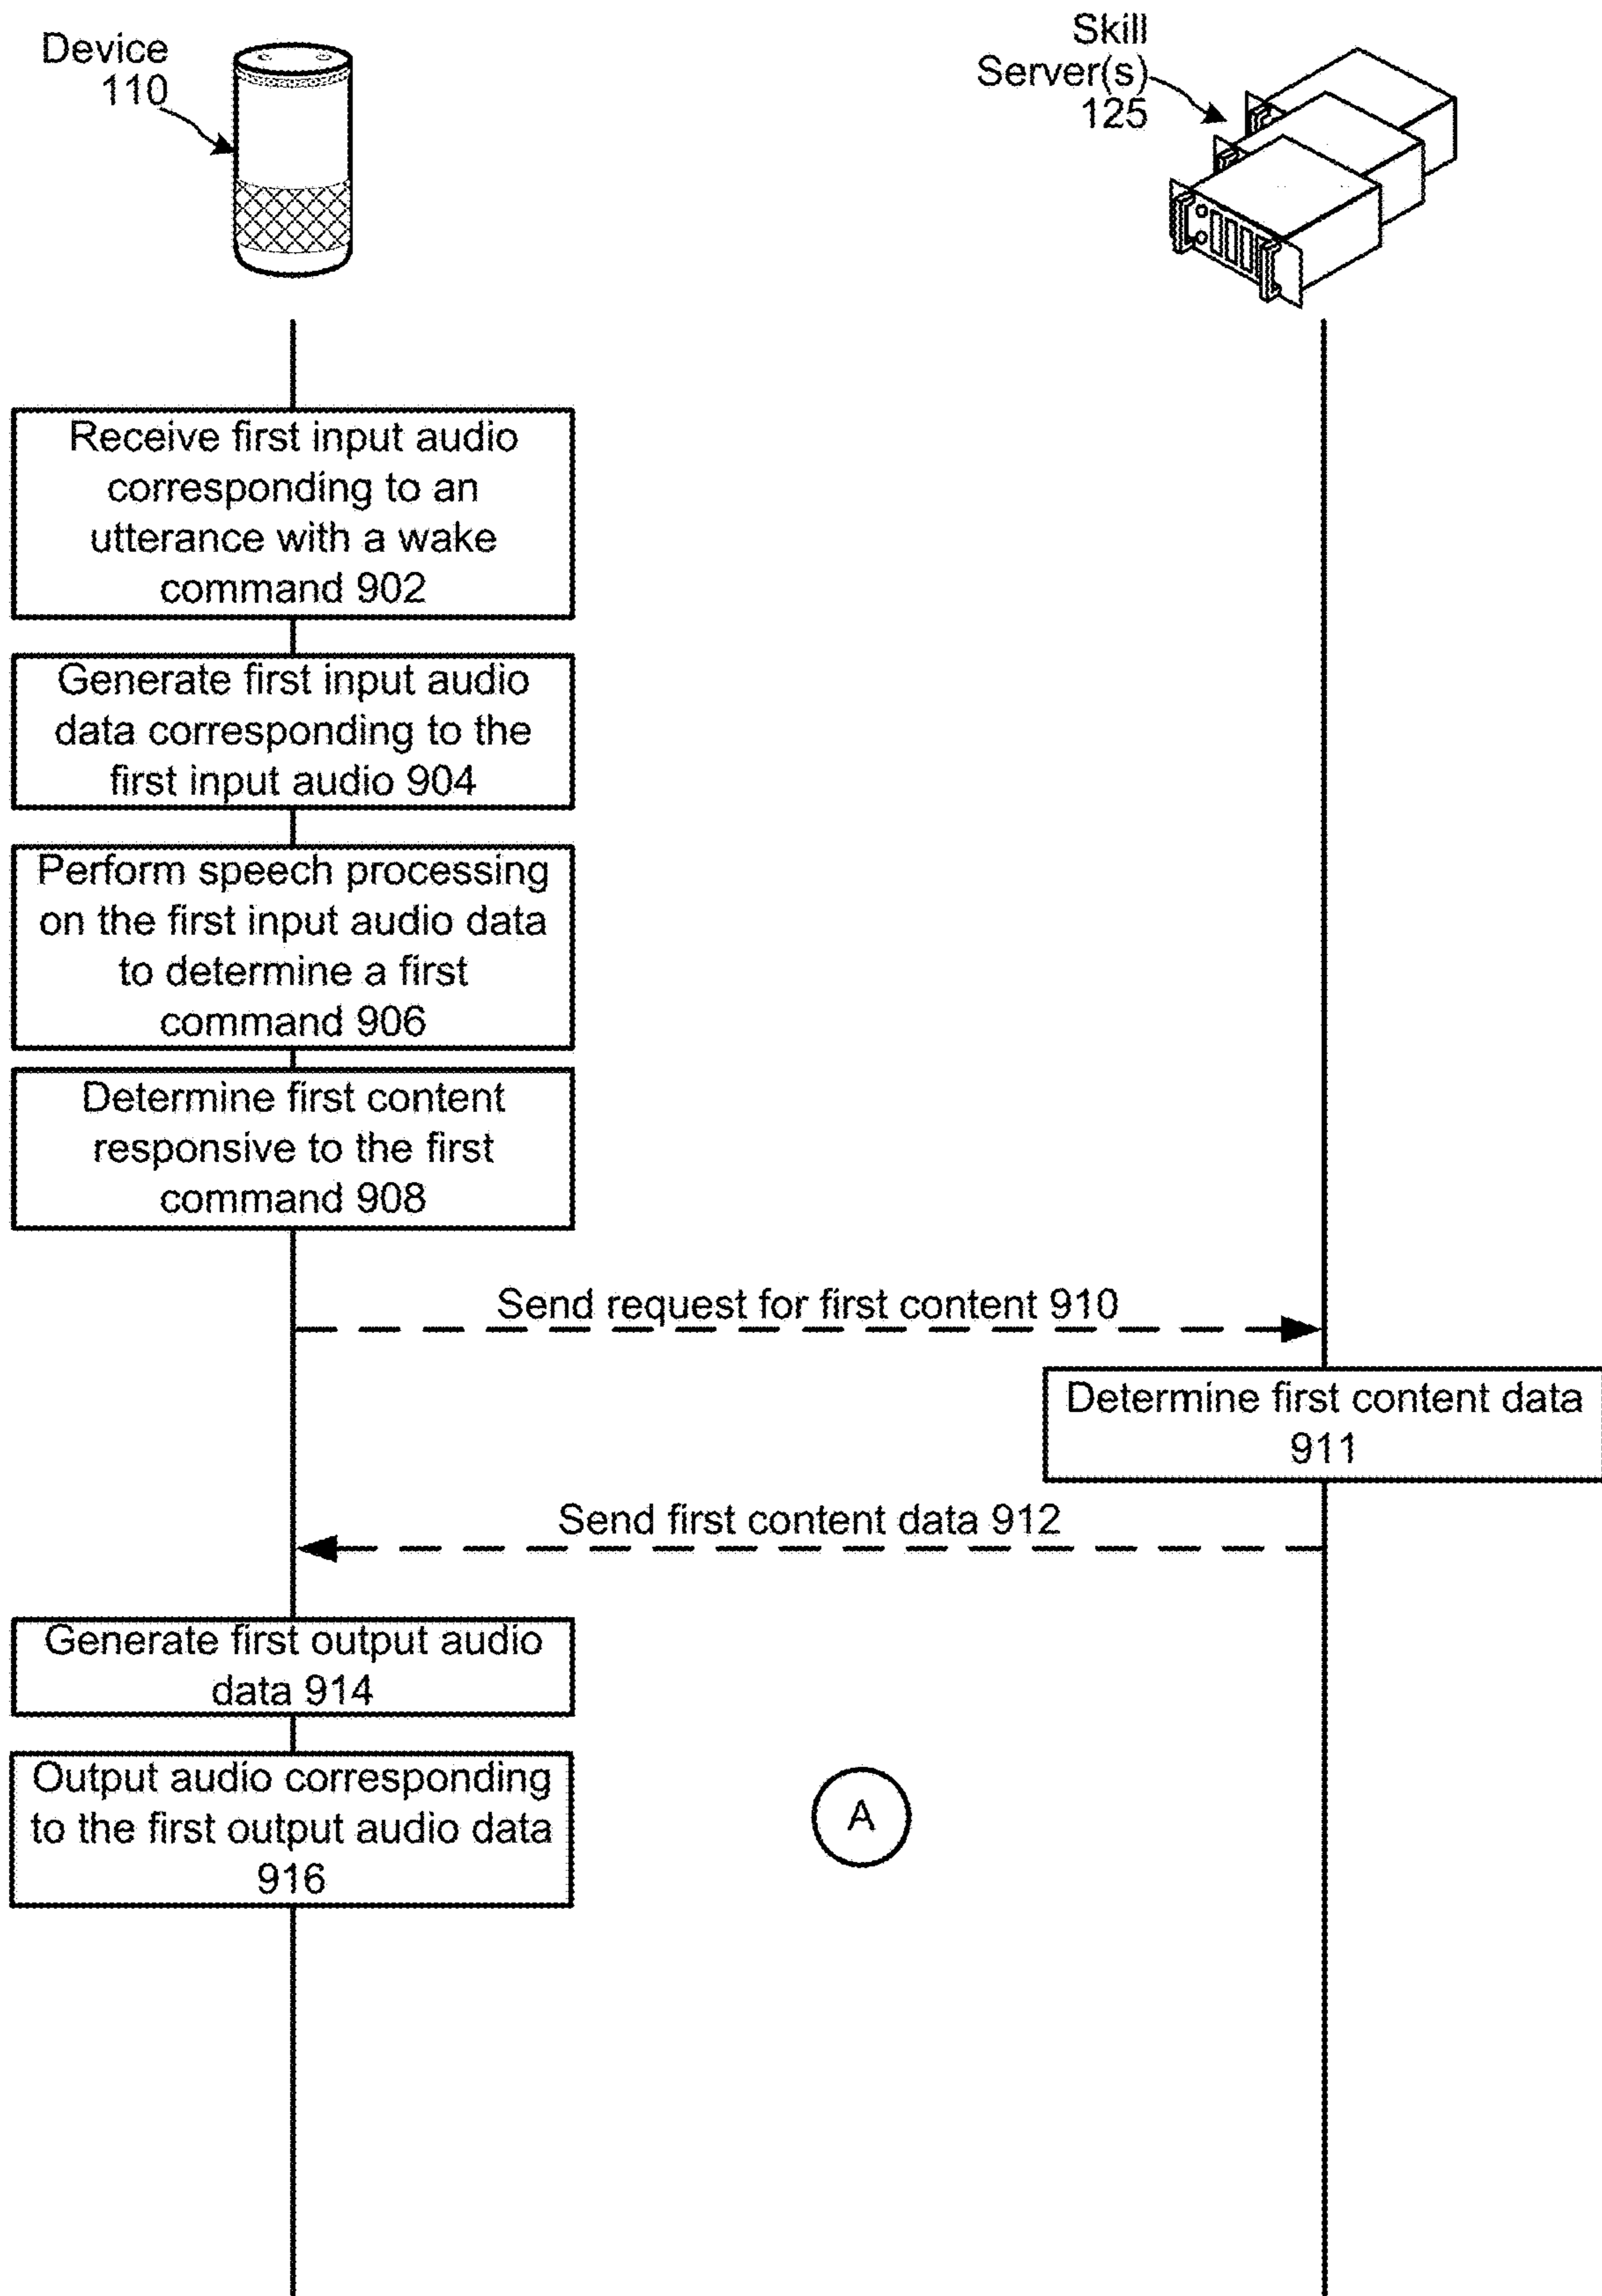 Device
110
Skill
Server(s)
125
Receive first input audio
corresponding to an
utterance with a wake
command 902
Generate first input audio
data corresponding to the
first input audio 904
Perform speech processing
on the first input audio data
to determine a first
command 906
Determine first content
responsive to the first
command 908
Send request for first content 910
Determine first content data
911
Send first content data 912
Generate first output audio
data 914
Output audio corresponding
to the first output audio data
916
A